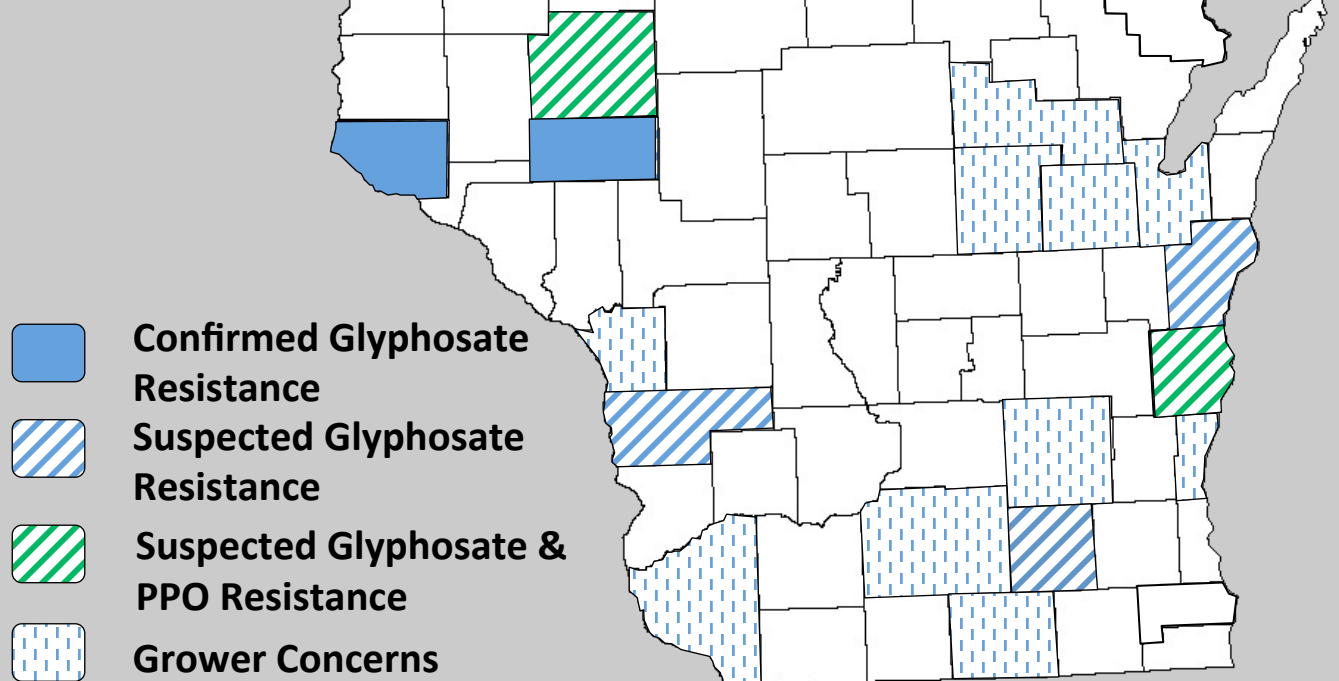 Confirmed Glyphosate
Resistance
Suspected Glyphosate
Resistance
Suspected Glyphosate &
PPO Resistance
Grower Concerns